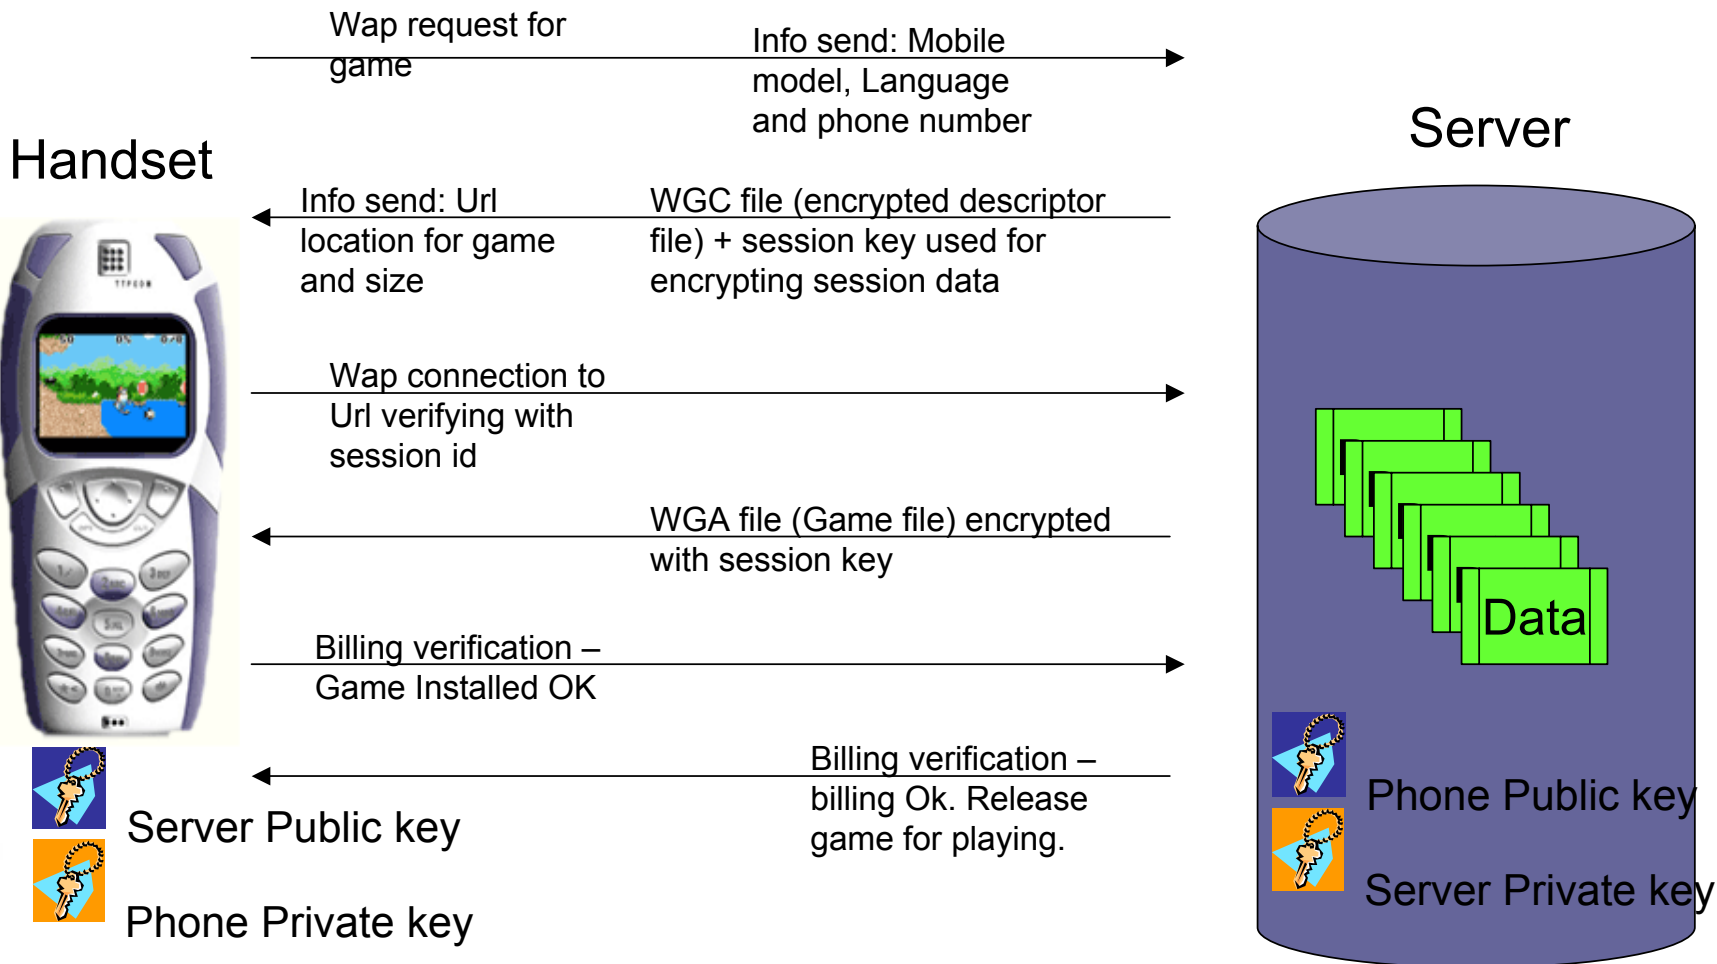 Wap request for
game
Info send: Mobile
model, Language
and phone number
Handset
Server
Info send: Url
location for game
and size
WGC file (encrypted descriptor
file) + session key used for
encrypting session data
TTPCOM
Wap connection to
Url verifying with
session id
WGA file (Game file) encrypted
with session key
Data
Billing verification –
Game Installed OK
Billing verification –
billing Ok. Release
game for playing.
Server Public key
Phone Private key
Phone Public key
Server Private key